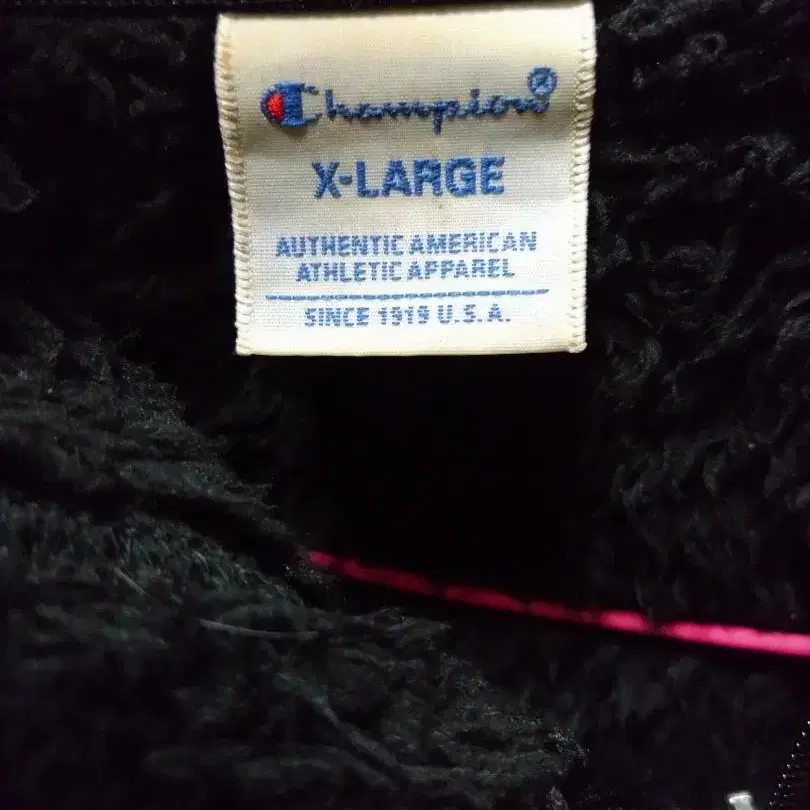 Champion®
X-LARGE
AUTHENTIC AMERICAN
ATHLETIC APPAREL
SINCE 1919 U.S.A.